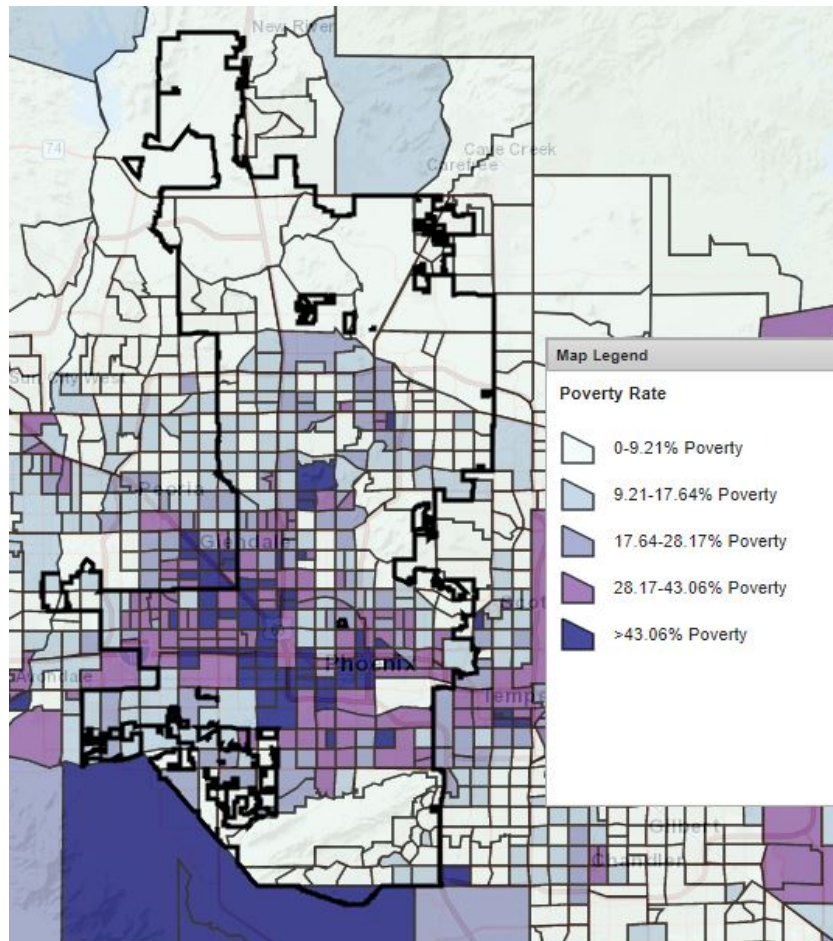 New River
74
Cave Creek
Carefree
Map Legend
Poverty Rate
Sun City West
0-9.21% Poverty
9.21-17.64% Poverty
Peoria
17.64-28.17% Poverty
Glendale
28.17-43.06% Poverty
Scot
>43.06% Poverty
Phoenix
Avondale
Tempe
Gilbert
Chandler